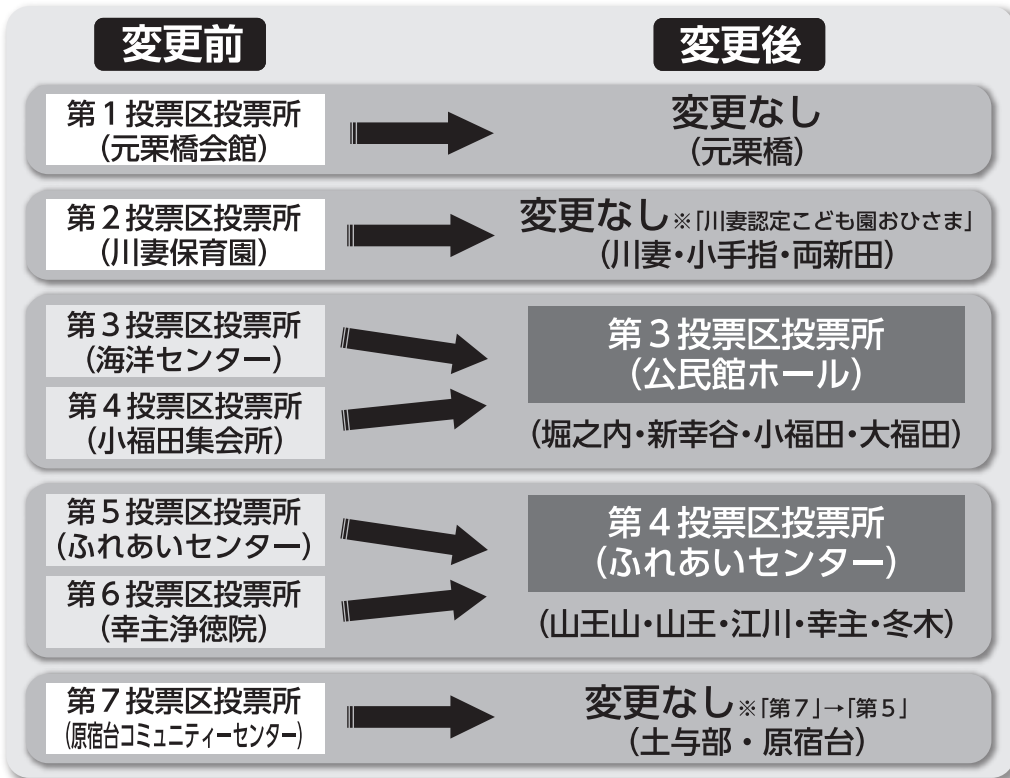 変更前
変更後
第1投票区投票所
(元栗橋会館)
変更なし
(元栗橋)
第2投票区投票所
(川妻保育園)
変更なし※「川妻認定こども園おひさま」
(川妻・小手指・両新田)
第3投票区投票所
(海洋センター)
第4投票区投票所
(小福田集会所)
第3投票区投票所
(公民館ホール)
(堀之内・新幸谷・小福田・大福田)
第5投票区投票所
(ふれあいセンター)
第6投票区投票所
(幸主浄徳院)
第4投票区投票所
(ふれあいセンター)
(山王山・山王・江川・幸主・冬木)
第7投票区投票所
(原宿台コミュニティーセンター)
変更なし※「第7」→「第5」
(土与部・原宿台)